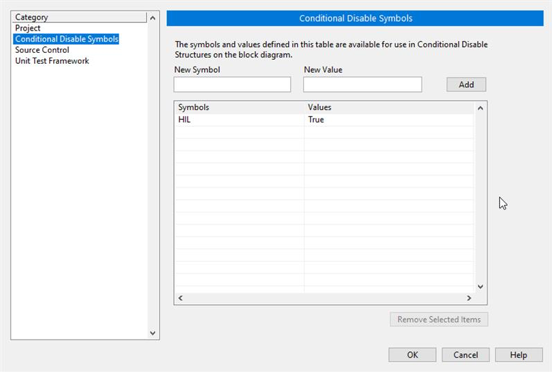 Category
Project
Conditional Disable Symbols
Source Control
Unit Test Framework
Conditional Disable Symbols
The symbols and values defined in this table are available for use in Conditional Disable
Structures on the block diagram.
New Symbol New Value
Add
Symbols Values
HIL True
Remove Selected Items
OK Cancel Help